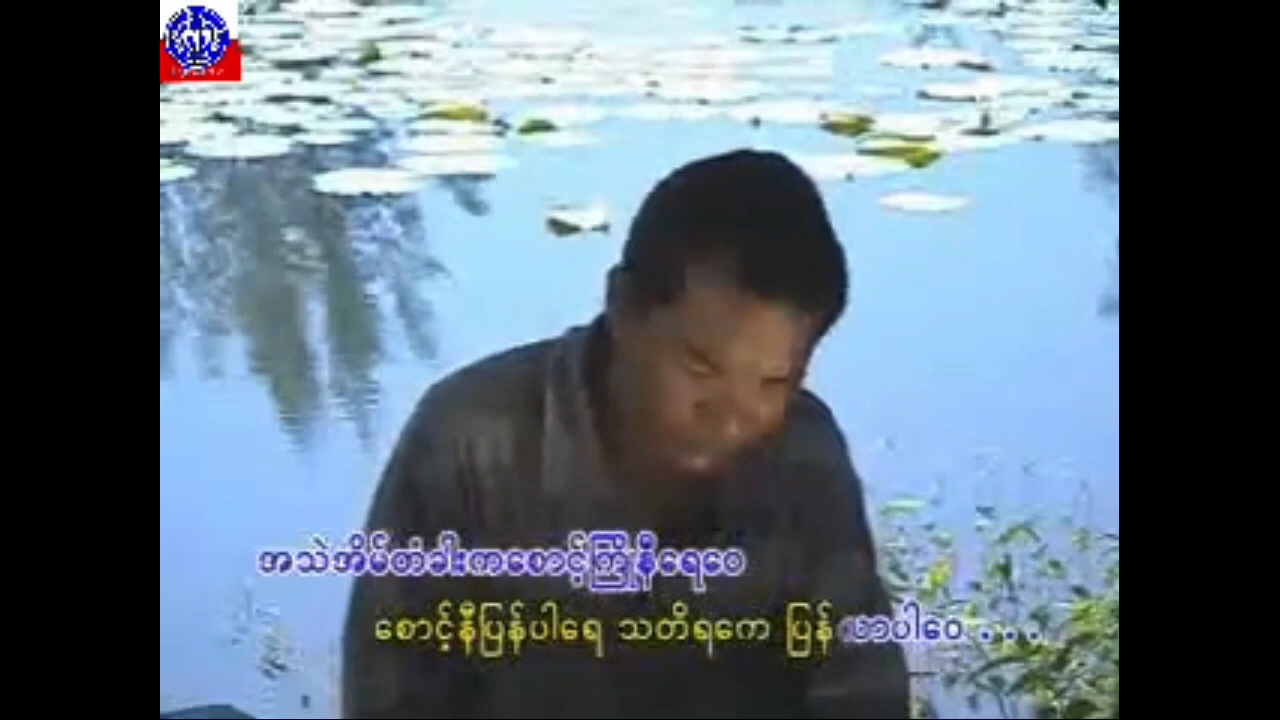 အသဲအိမ်တံခါးကစောင့်ကြိုနီရေဝေ
စောင့်နီပြန်ပါရေ သတိရကေ ပြန် လာပါဝေ . . .